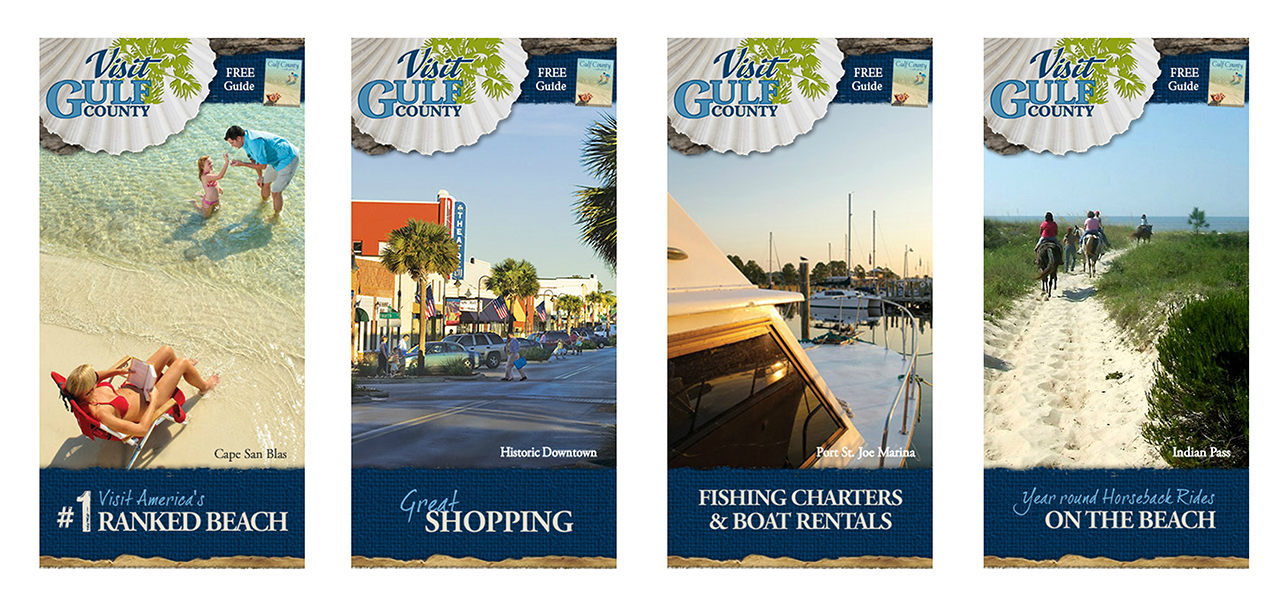 Visit
GULF
COUNTY
FREE
Guide
Gulf County
Cape San Blas
Visit America's
#1 RANKED BEACH
Visit
GULF
COUNTY
FREE
Guide
Gulf County
THEATRE
Historic Downtown
Great
SHOPPING
Visit
GULF
COUNTY
FREE
Guide
Gulf County
Port St. Joe Marina
FISHING CHARTERS
& BOAT RENTALS
Visit
GULF
COUNTY
FREE
Guide
Gulf County
Indian Pass
Year round Horseback Rides
ON THE BEACH